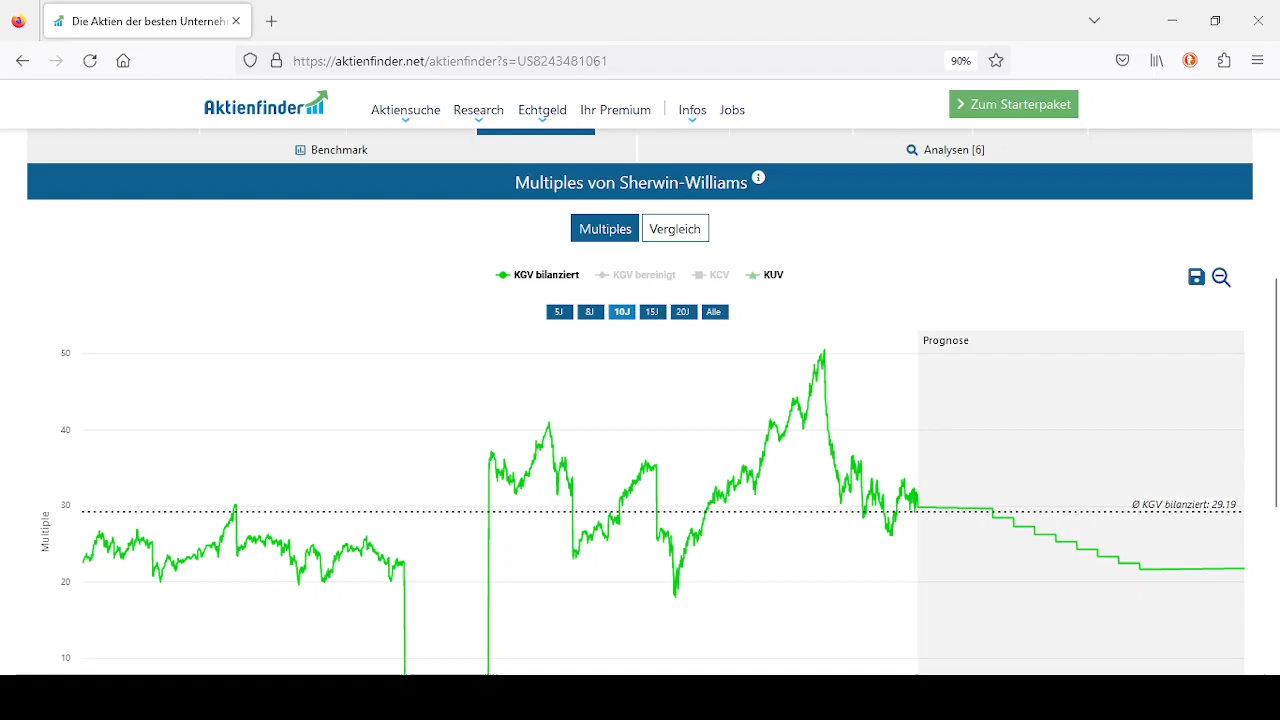 Die Aktien der besten Unterneh
https://aktienfinder.net/aktienfinder?s=US8243481061
90%
Aktienfinder
Aktiensuche
Research
Echtgeld
Ihr Premium
Infos
Jobs
Zum Starterpaket
Benchmark
Analysen [6]
Multiples von Sherwin-Williams
Multiples
Vergleich
KGV bilanziert
KGV bereinigt
KCV
KUV
5J
8J
10J
15J
20J
Alle
Prognose
50
40
30
20
10
Multiple
Ø KGV bilanziert: 29.19